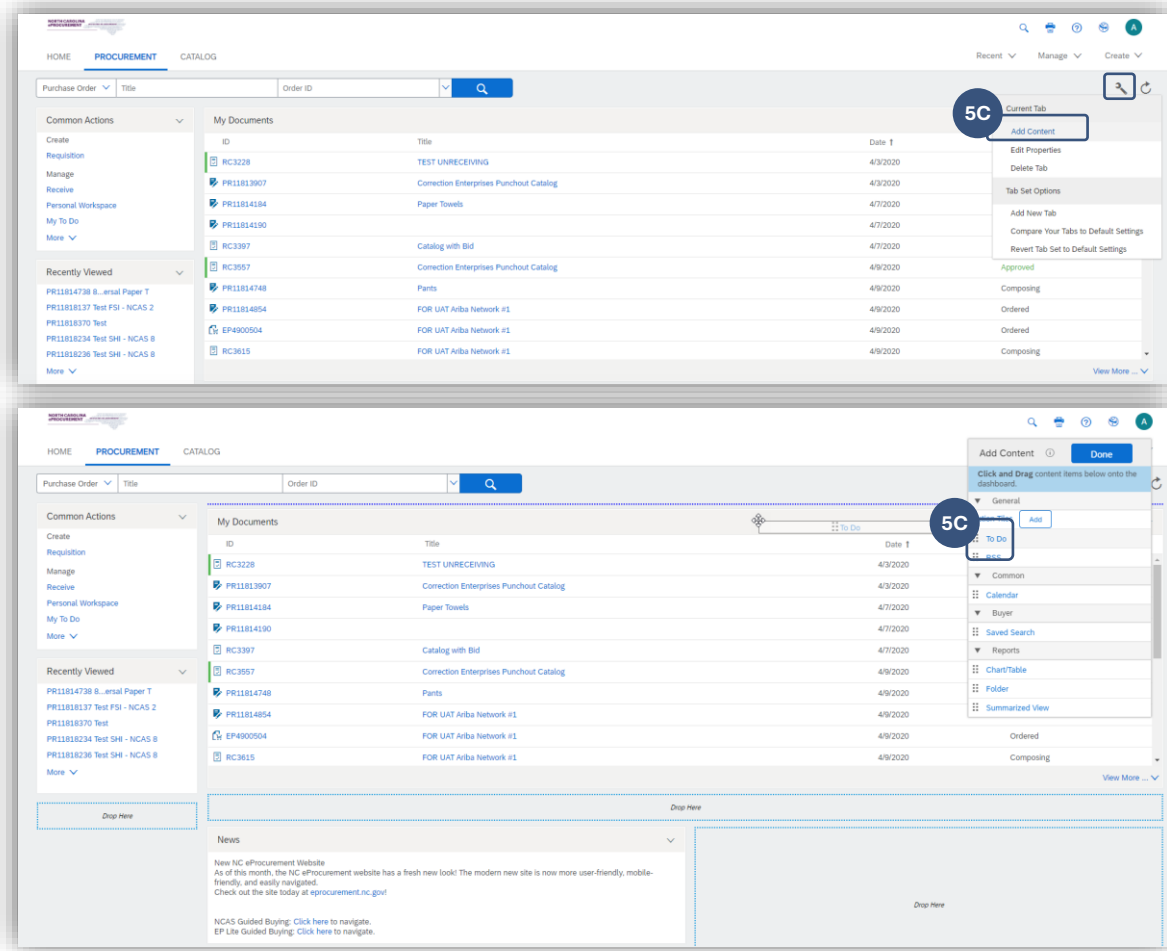 NORTH CAROLINA
ePROCUREMENT
A
HOME PROCUREMENT CATALOG
Recent Manage Create
Purchase Order Title Order ID
5C
Current Tab
Add Content
Edit Properties
Delete Tab
Tab Set Options
Add New Tab
Compare Your Tabs to Default Settings
Revert Tab Set to Default Settings
Common Actions
Create
Requisition
Manage
Receive
Personal Workspace
My To Do
More
Recently Viewed
PR11814738 8...ersal Paper T
PR11818137 Test FSI - NCAS 2
PR11818370 Test
PR11818234 Test SHI - NCAS 8
PR11818236 Test SHI - NCAS 8
More
My Documents
ID Title Date ↑
RC3228 TEST UNRECEIVING 4/3/2020
PR11813907 Correction Enterprises Punchout Catalog 4/3/2020
PR11814184 Paper Towels 4/7/2020
PR11814190 4/7/2020
RC3397 Catalog with Bid 4/7/2020
RC3557 Correction Enterprises Punchout Catalog 4/9/2020 Approved
PR11814748 Pants 4/9/2020 Composing
PR11814854 FOR UAT Ariba Network #1 4/9/2020 Ordered
EP4900504 FOR UAT Ariba Network #1 4/9/2020 Ordered
RC3615 FOR UAT Ariba Network #1 4/9/2020 Composing
View More ...
NORTH CAROLINA
ePROCUREMENT
A
HOME PROCUREMENT CATALOG
Purchase Order Title Order ID
Add Content Done
Click and Drag content items below onto the
dashboard.
General
Add
5C
To Do
RSS
Common
Calendar
Buyer
Saved Search
Reports
Chart/Table
Folder
Summarized View
Common Actions
Create
Requisition
Manage
Receive
Personal Workspace
My To Do
More
Recently Viewed
PR11814738 8...ersal Paper T
PR11818137 Test FSI - NCAS 2
PR11818370 Test
PR11818234 Test SHI - NCAS 8
PR11818236 Test SHI - NCAS 8
More
Drop Here
My Documents
To Do
ID Title Date ↑
RC3228 TEST UNRECEIVING 4/3/2020
PR11813907 Correction Enterprises Punchout Catalog 4/3/2020
PR11814184 Paper Towels 4/7/2020
PR11814190 4/7/2020
RC3397 Catalog with Bid 4/7/2020
RC3557 Correction Enterprises Punchout Catalog 4/9/2020
PR11814748 Pants 4/9/2020
PR11814854 FOR UAT Ariba Network #1 4/9/2020
EP4900504 FOR UAT Ariba Network #1 4/9/2020 Ordered
RC3615 FOR UAT Ariba Network #1 4/9/2020 Composing
View More ...
Drop Here
News
New NC eProcurement Website
As of this month, the NC eProcurement website has a fresh new look! The modern new site is now more user-friendly, mobile-
friendly, and easily navigated.
Check out the site today at eprocurement.nc.gov!
NCAS Guided Buying: Click here to navigate.
EP Lite Guided Buying: Click here to navigate.
Drop Here